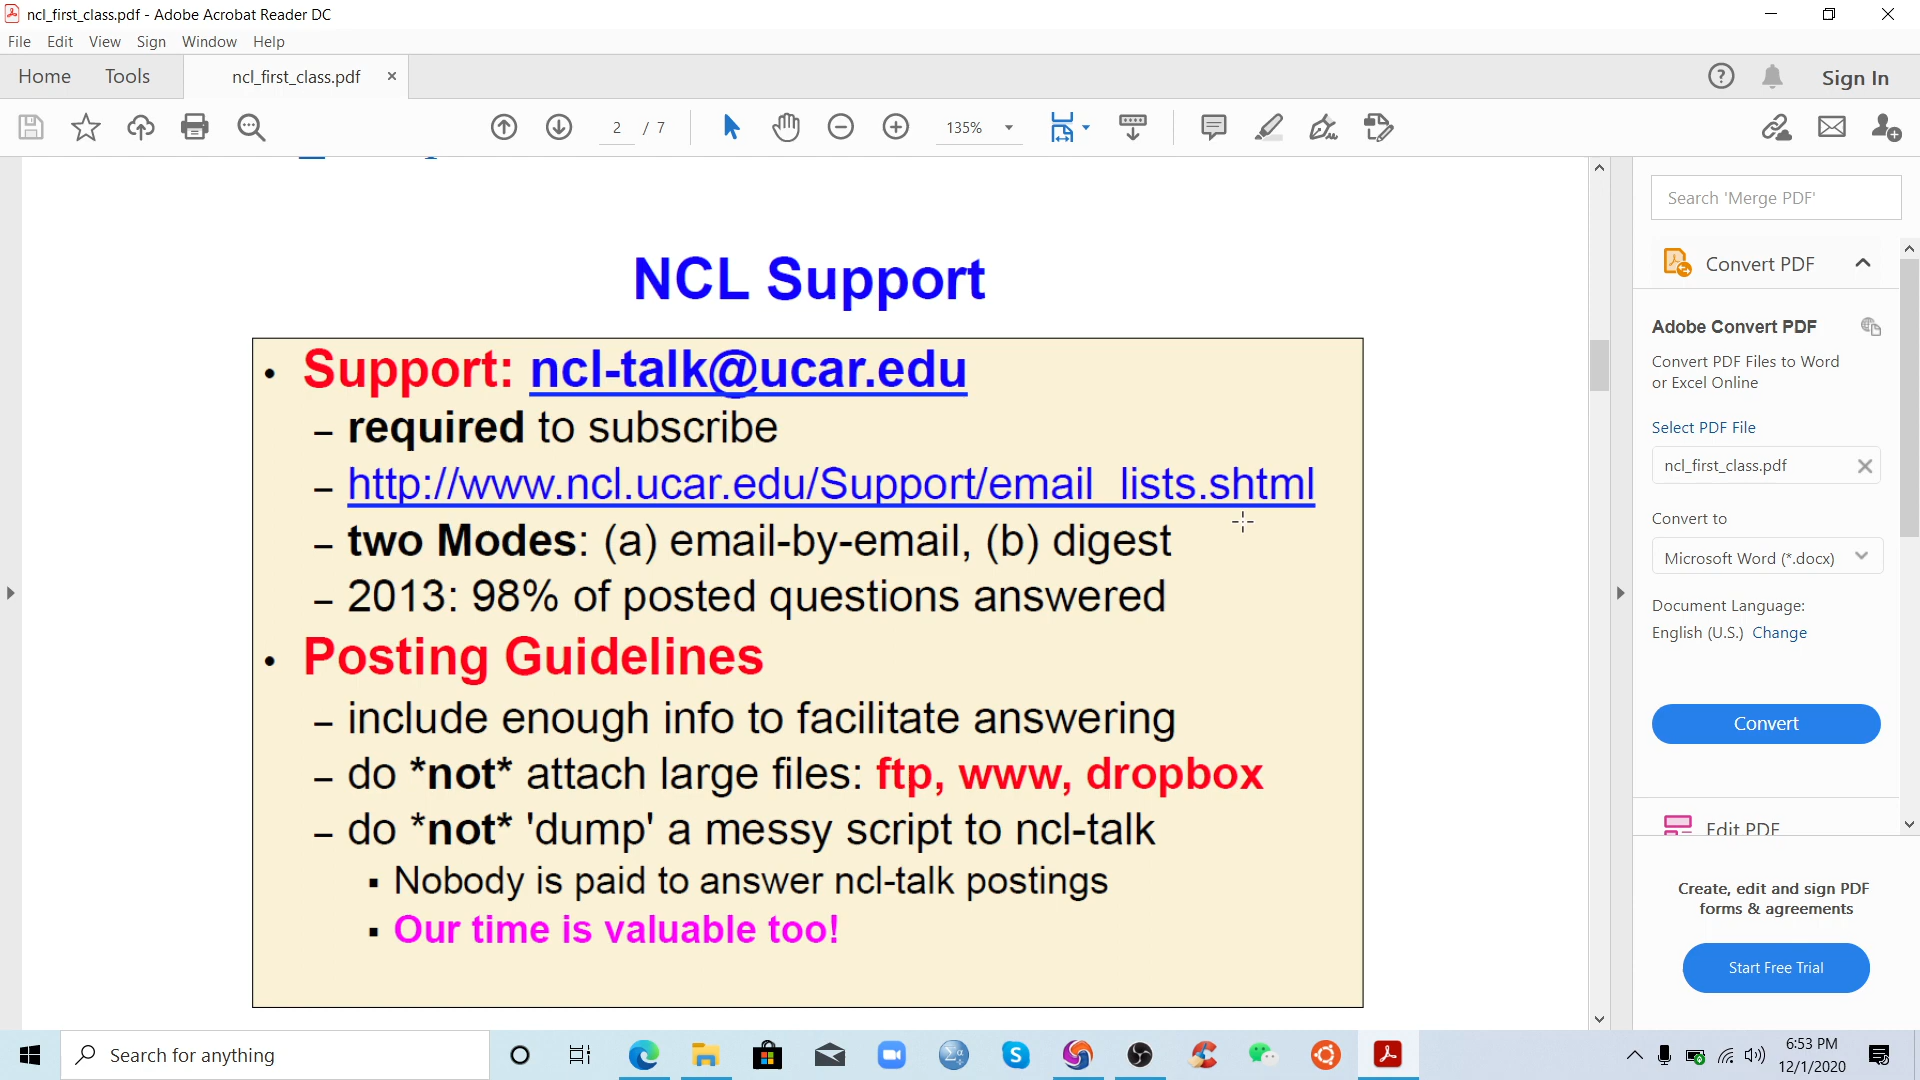 ncl_first_class.pdf - Adobe Acrobat Reader DC
File Edit View Sign Window Help
Home Tools ncl_first_class.pdf × Sign In
2 / 7 135%
NCL Support
• Support: ncl-talk@ucar.edu
– required to subscribe
– http://www.ncl.ucar.edu/Support/email_lists.shtml
– two Modes: (a) email-by-email, (b) digest
– 2013: 98% of posted questions answered
• Posting Guidelines
– include enough info to facilitate answering
– do *not* attach large files: ftp, www, dropbox
– do *not* 'dump' a messy script to ncl-talk
▪ Nobody is paid to answer ncl-talk postings
▪ Our time is valuable too!
Search 'Merge PDF'
Convert PDF
Adobe Convert PDF
Convert PDF Files to Word
or Excel Online
Select PDF File
ncl_first_class.pdf
Convert to
Microsoft Word (*.docx)
Document Language:
English (U.S.) Change
Convert
Edit PDF
Create, edit and sign PDF
forms & agreements
Start Free Trial
Search for anything
6:53 PM
12/1/2020